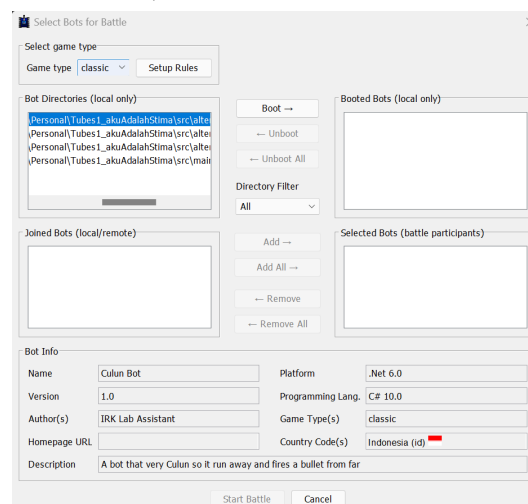 Select Bots for Battle
Select game type
Game type classic Setup Rules
Bot Directories (local only)
\Personal\Tubes1_akuAdalahStima\src\alter
\Personal\Tubes1_akuAdalahStima\src\alter
\Personal\Tubes1_akuAdalahStima\src\alter
\Personal\Tubes1_akuAdalahStima\src\mair
Boot →
← Unboot
← Unboot All
Directory Filter
All
Booted Bots (local only)
Joined Bots (local/remote)
Add →
Add All →
← Remove
← Remove All
Selected Bots (battle participants)
Bot Info
Name Culun Bot Platform .Net 6.0
Version 1.0 Programming Lang. C# 10.0
Author(s) IRK Lab Assistant Game Type(s) classic
Homepage URL Country Code(s) Indonesia (id)
Description A bot that very Culun so it run away and fires a bullet from far
Start Battle Cancel